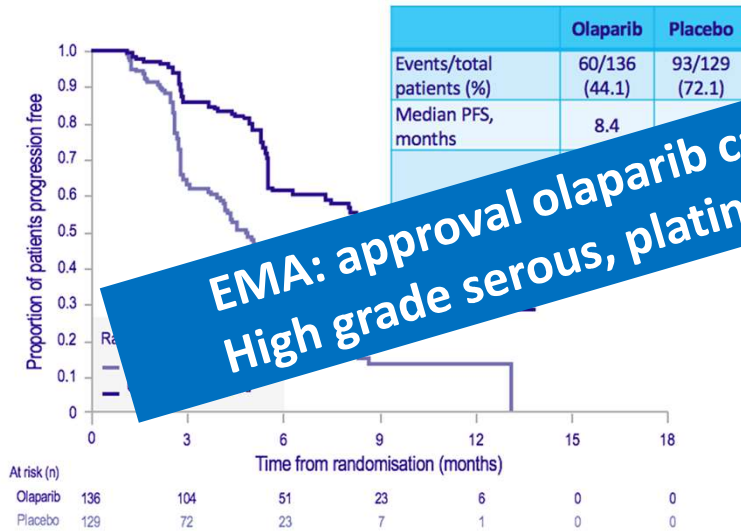 Olaparib Placebo
Events/total patients (%) 60/136 (44.1) 93/129 (72.1)
Median PFS, months 8.4
EMA: approval olaparib
High grade serous,
Proportion of patients progression free
1.0
0.9
0.8
0.7
0.6
0.5
0.4
0.3
0.2
0.1
0
0 3 6 9 12 15 18
Time from randomisation (months)
At risk (n)
Olaparib 136 104 51 23 6 0 0
Placebo 129 72 23 7 1 0 0